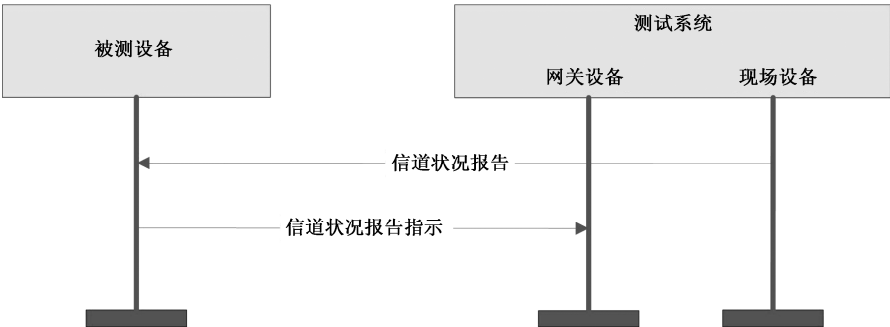 被测设备
测试系统
网关设备
现场设备
信道状况报告
信道状况报告指示